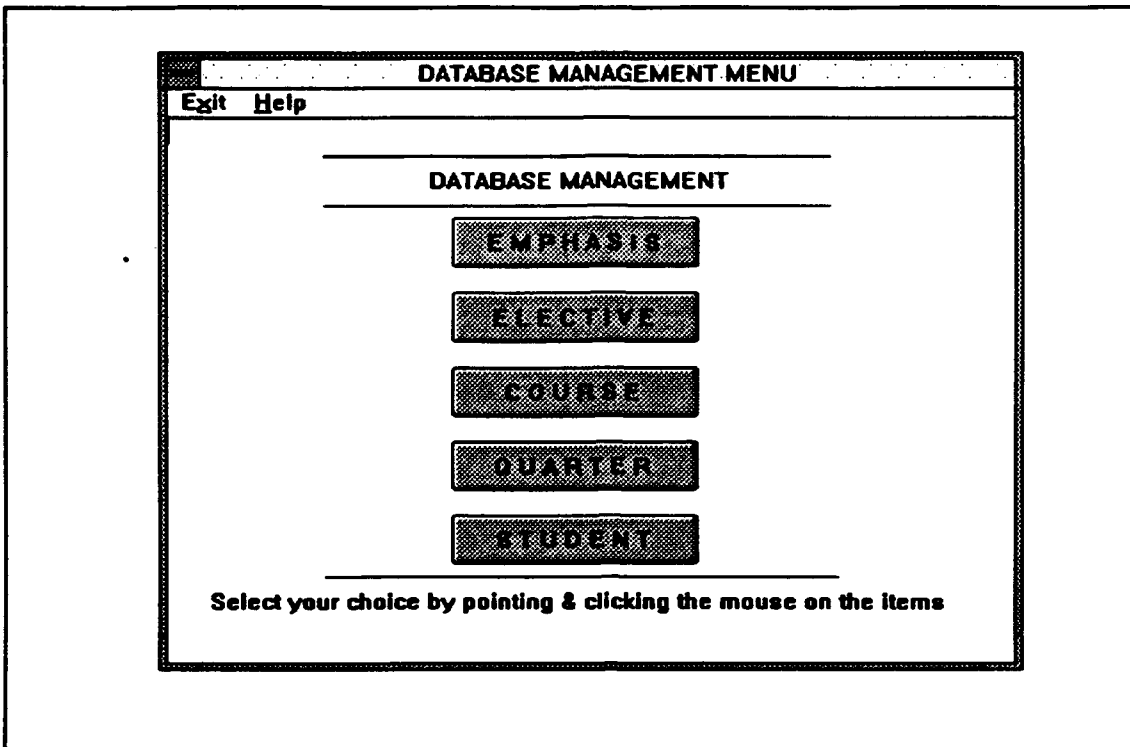 DATABASE MANAGEMENT MENU
Exit Help
DATABASE MANAGEMENT
EMPHASIS
ELECTIVE
COURSE
QUARTER
STUDENT
Select your choice by pointing & clicking the mouse on the items